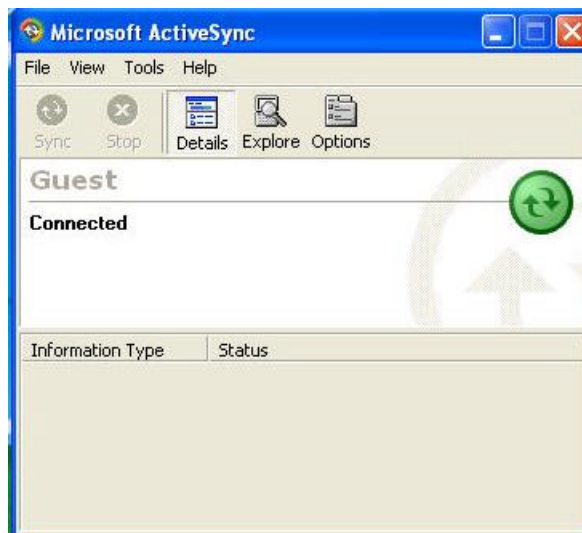 Microsoft ActiveSync
File View Tools Help
Sync Stop Details Explore Options
Guest
Connected
Information Type Status